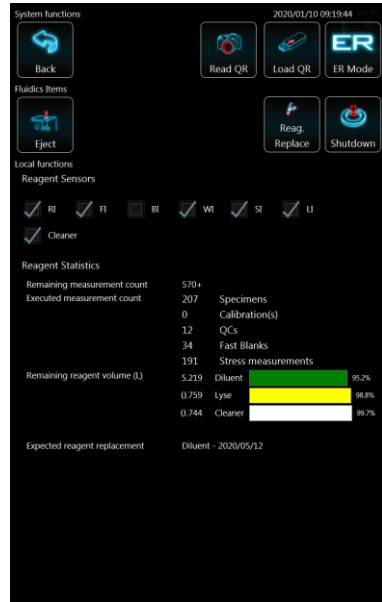 System functions 2020/01/10 09:19:44
ER
Back Read QR Load QR ER Mode
Fluidics Items
Eject Reag. Replace Shutdown
Local functions
Reagent Sensors
RI FI BI WI SI LI
Cleaner
Reagent Statistics
Remaining measurement count 570+
Executed measurement count 207 Specimens
0 Calibration(s)
12 QCs
34 Fast Blanks
191 Stress measurements
Remaining reagent volume (L) 5.219 Diluent 95.2%
0.759 Lyse 98.8%
0.744 Cleaner 99.7%
Expected reagent replacement Diluent - 2020/05/12